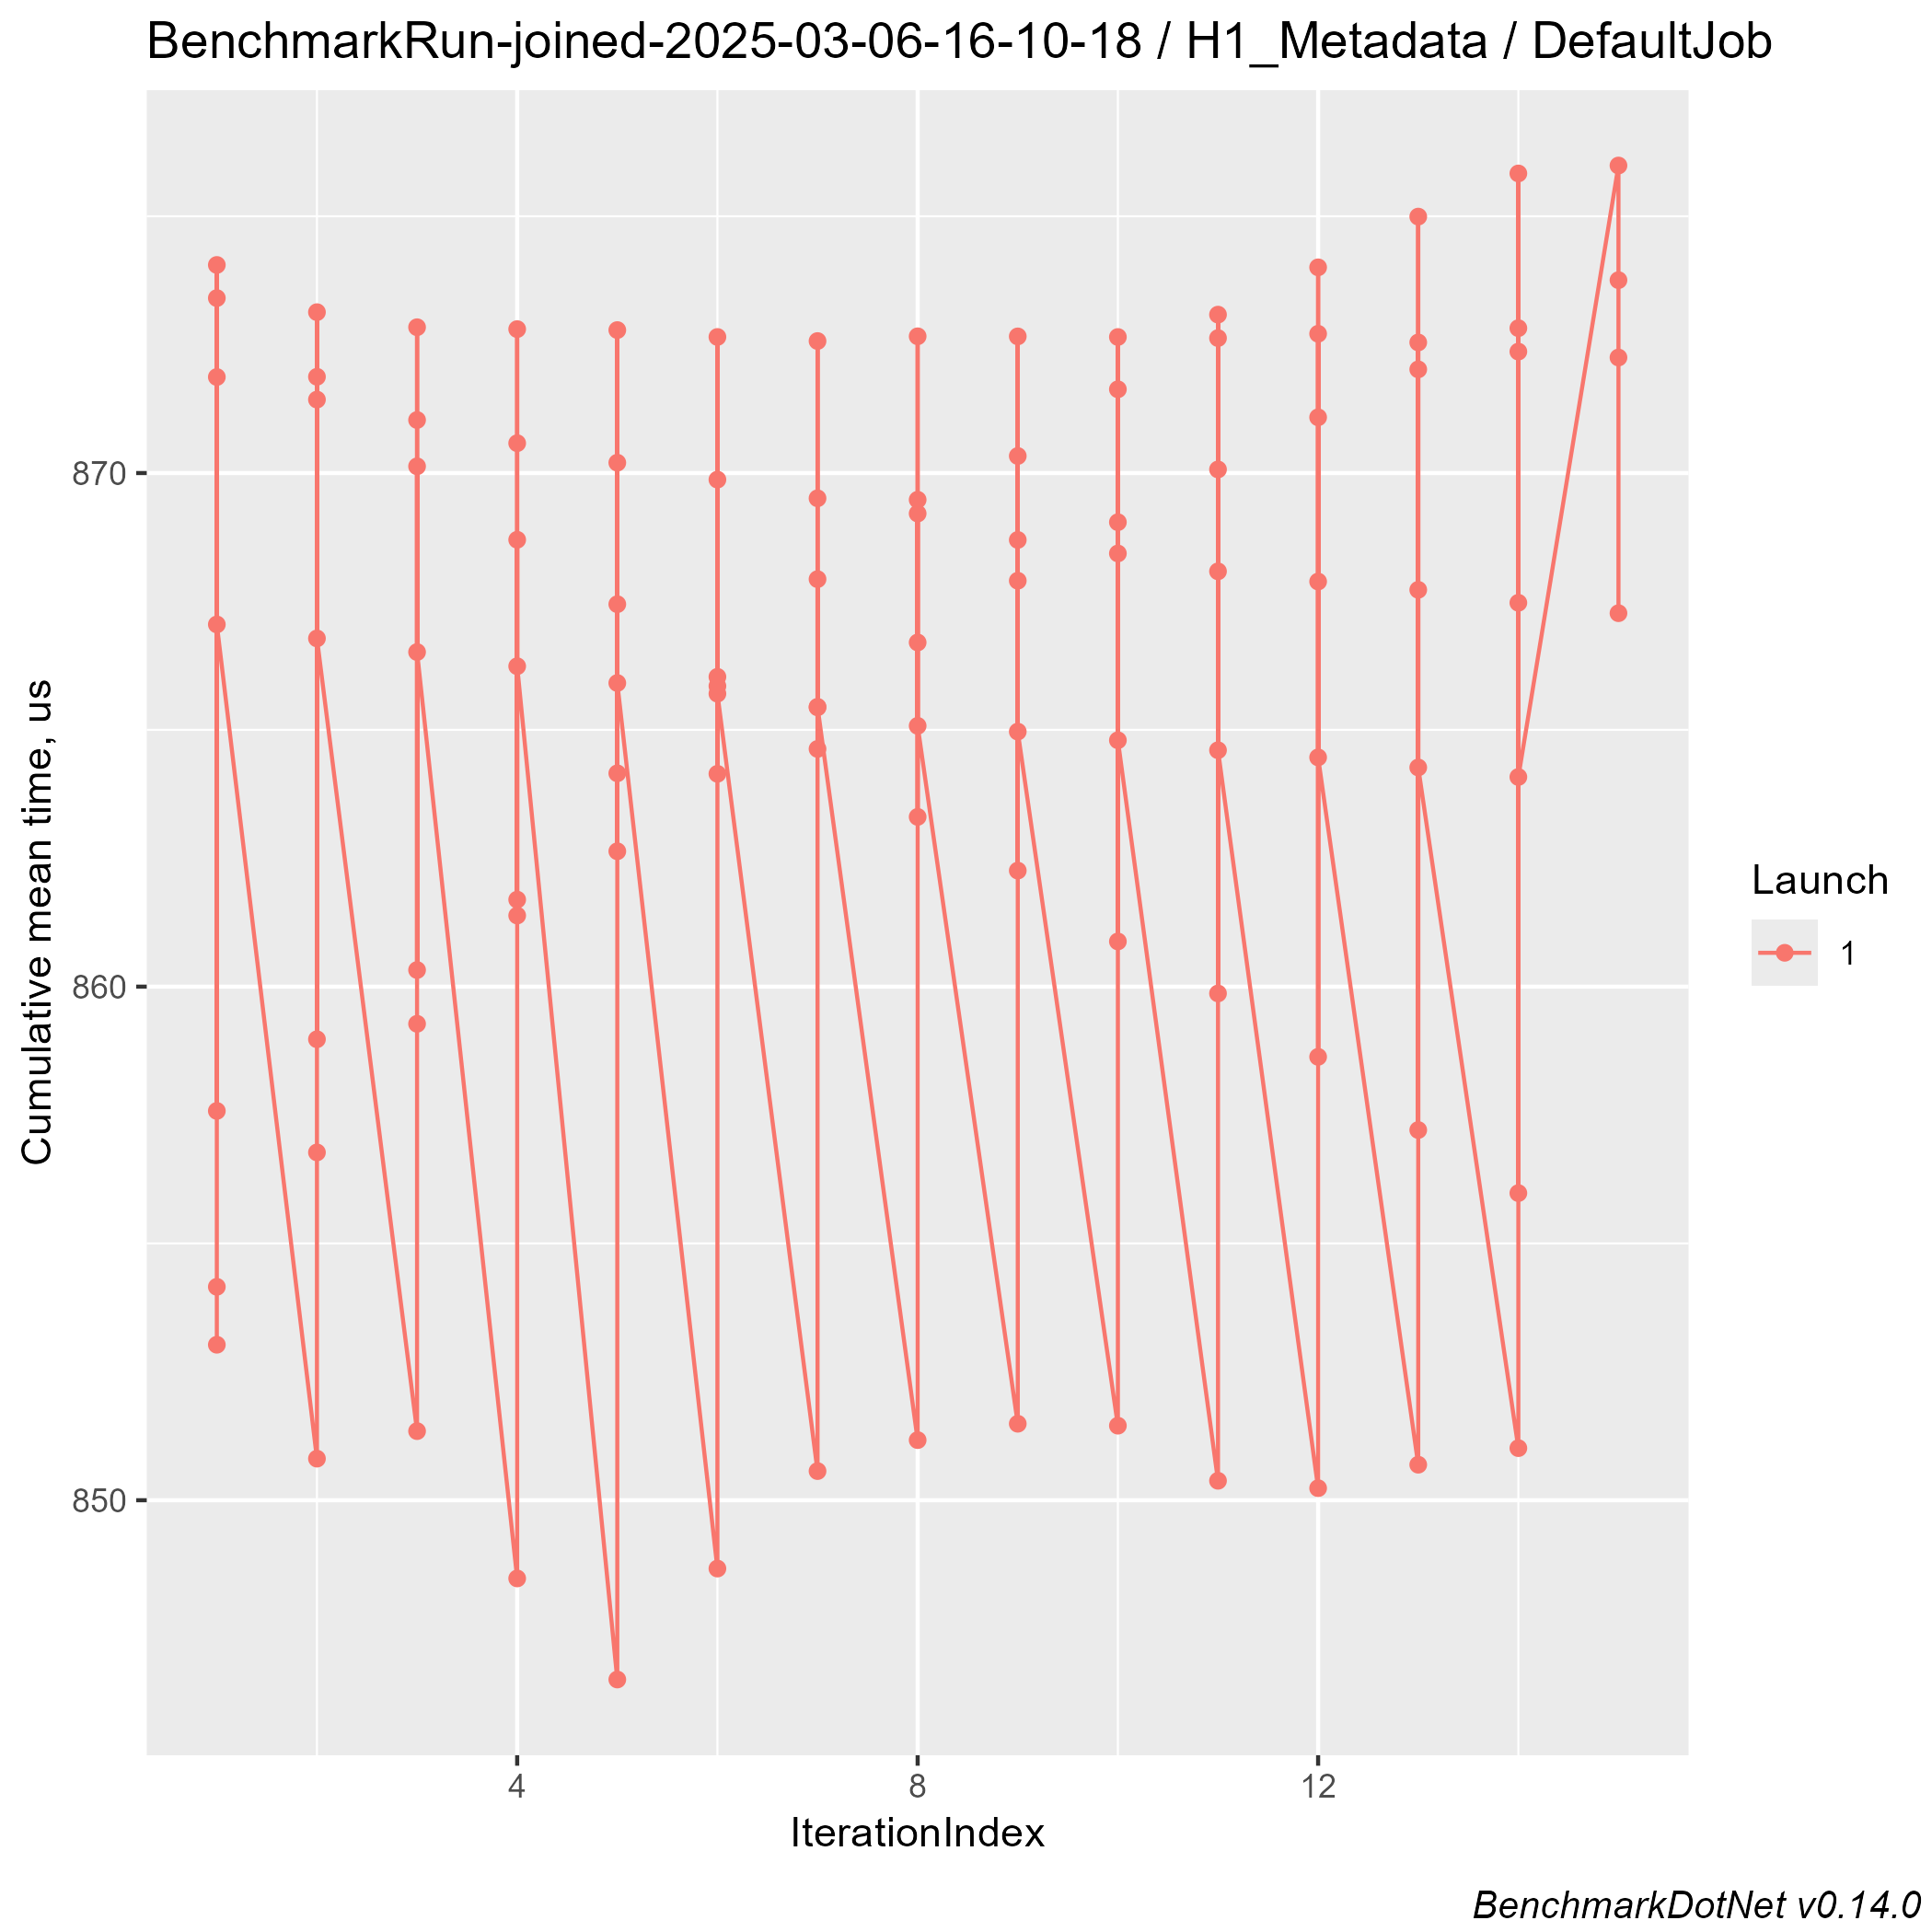 BenchmarkRun-joined-2025-03-06-16-10-18 / H1_Metadata / DefaultJob
Cumulative mean time, us
870
860
850
4
8
12
IterationIndex
Launch
1
BenchmarkDotNet v0.14.0